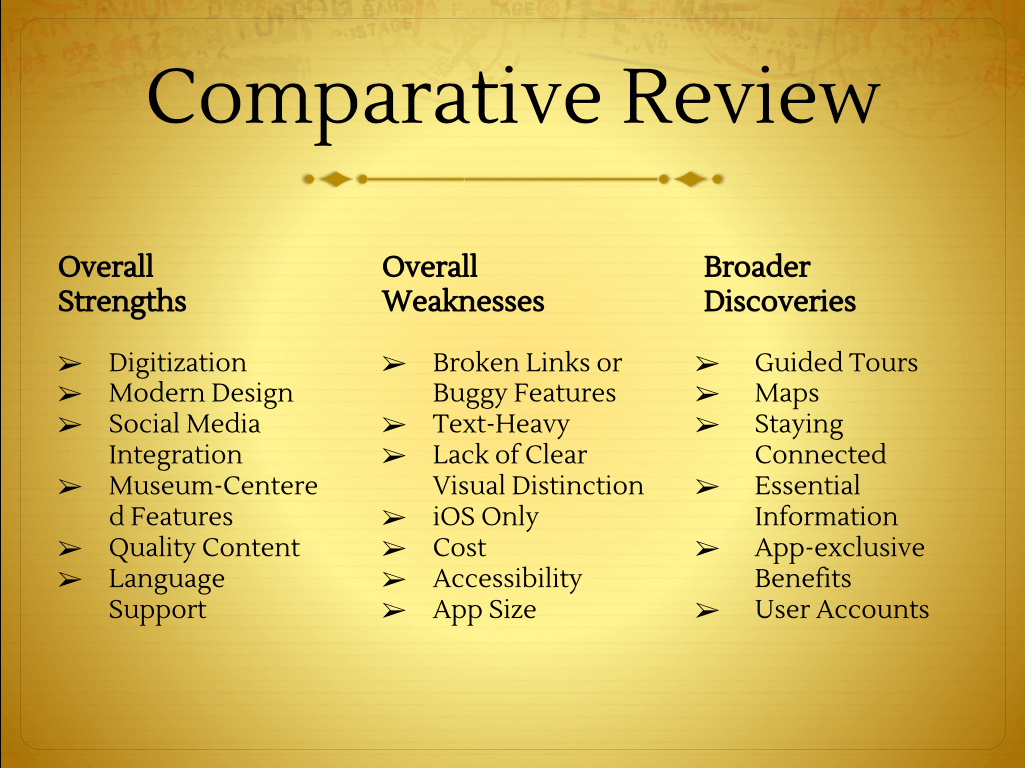 Comparative Review
Overall
Strengths
➢ Digitization
➢ Modern Design
➢ Social Media
Integration
➢ Museum-Centere
d Features
➢ Quality Content
➢ Language
Support
Overall
Weaknesses
➢ Broken Links or
Buggy Features
➢ Text-Heavy
➢ Lack of Clear
Visual Distinction
➢ iOS Only
➢ Cost
➢ Accessibility
➢ App Size
Broader
Discoveries
➢ Guided Tours
➢ Maps
➢ Staying
Connected
➢ Essential
Information
➢ App-exclusive
Benefits
➢ User Accounts